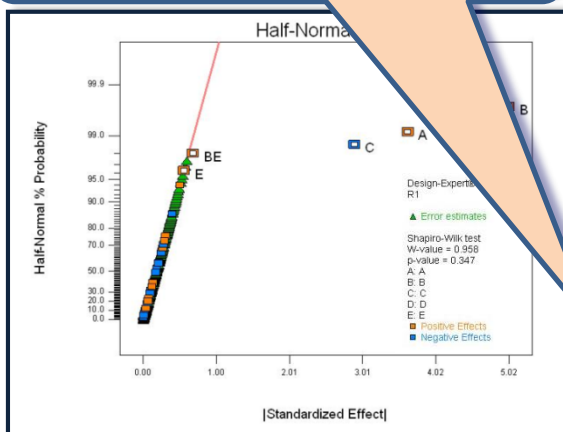 Half-Norma
99.9
B
99.0
A
C
BE
95.0
E
90.0
80.0
70.0
50.0
30.0
20.0
10.0
0.0
Half-Normal % Probability
Design-Expert
R1
Error estimates
Shapiro-Wilk test
W-value = 0.958
p-value = 0.347
A: A
B: B
C: C
D: D
E: E
Positive Effects
Negative Effects
0.00 1.00 2.01 3.01 4.02 5.02
|Standardized Effect|